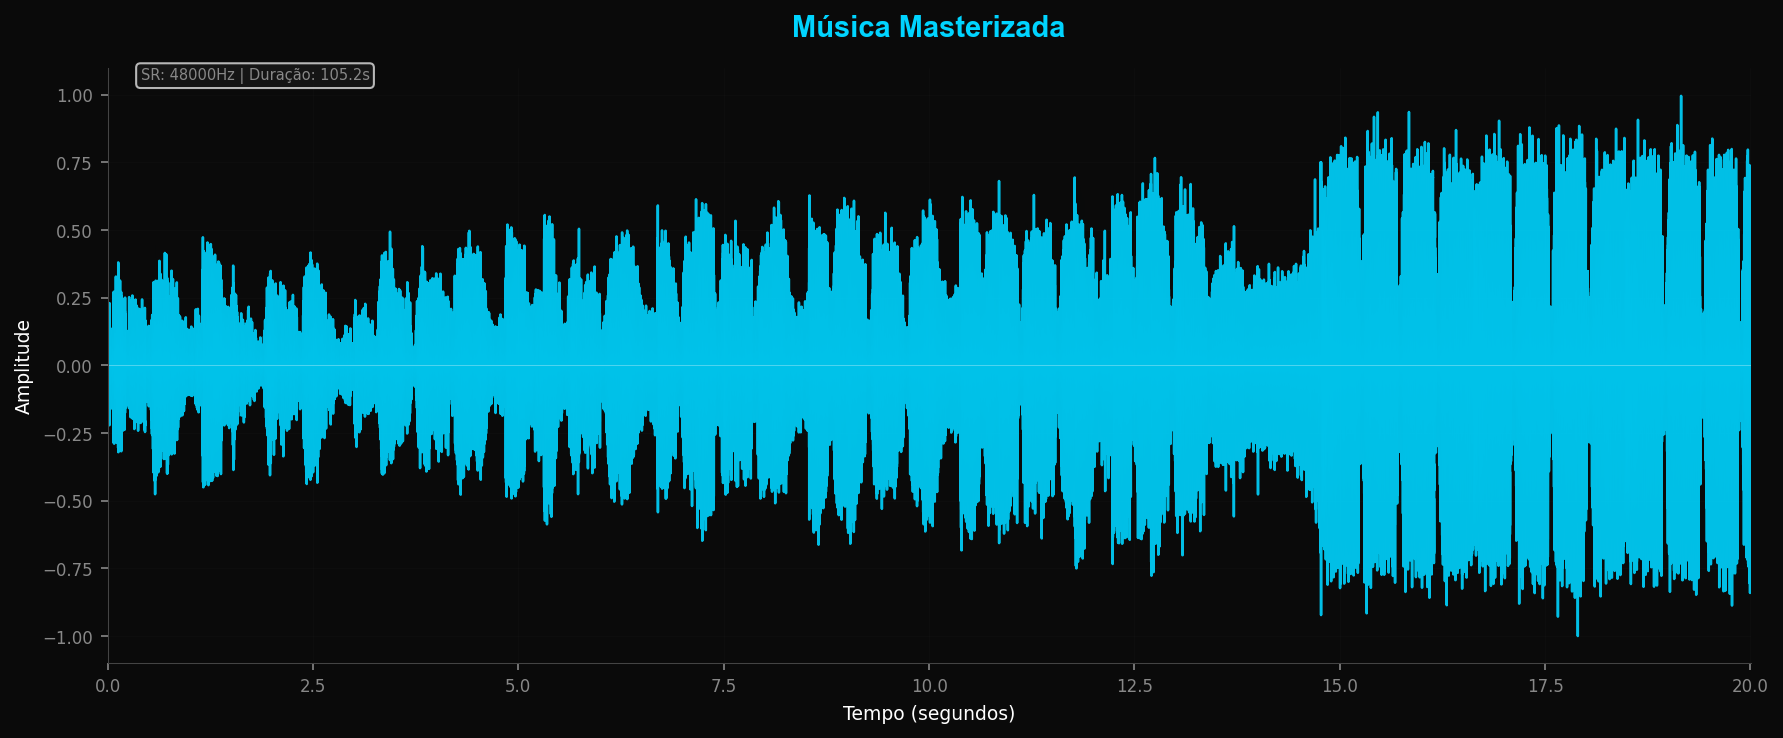 Música Masterizada
SR: 48000Hz | Duração: 105.2s
1.00
0.75
0.50
0.25
0.00
−0.25
−0.50
−0.75
−1.00
Amplitude
0.0 2.5 5.0 7.5 10.0 12.5 15.0 17.5 20.0
Tempo (segundos)